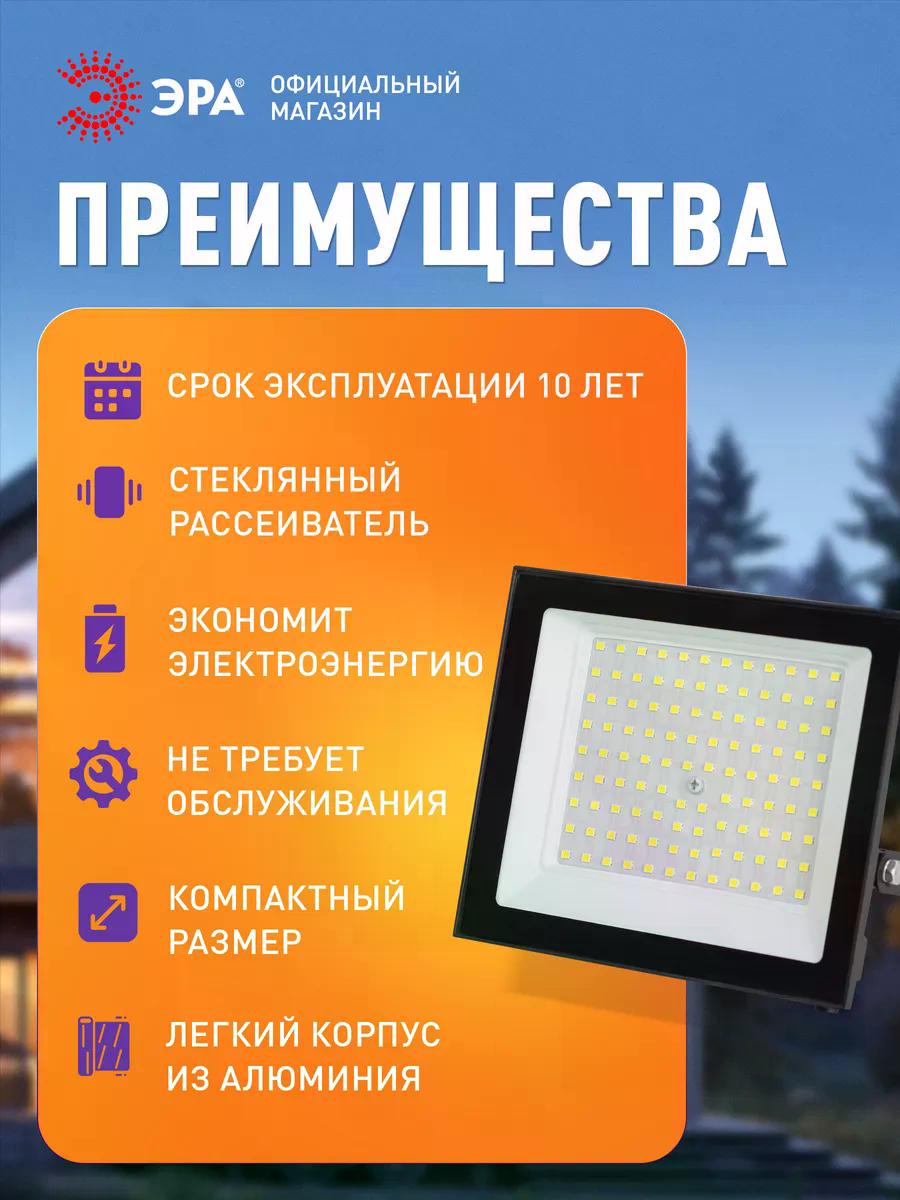 ЭРА®
ОФИЦИАЛЬНЫЙ
МАГАЗИН
ПРЕИМУЩЕСТВА
СРОК ЭКСПЛУАТАЦИИ 10 ЛЕТ
СТЕКЛЯННЫЙ
РАССЕИВАТЕЛЬ
ЭКОНОМИТ
ЭЛЕКТРОЭНЕРГИЮ
НЕ ТРЕБУЕТ
ОБСЛУЖИВАНИЯ
КОМПАКТНЫЙ
РАЗМЕР
ЛЕГКИЙ КОРПУС
ИЗ АЛЮМИНИЯ